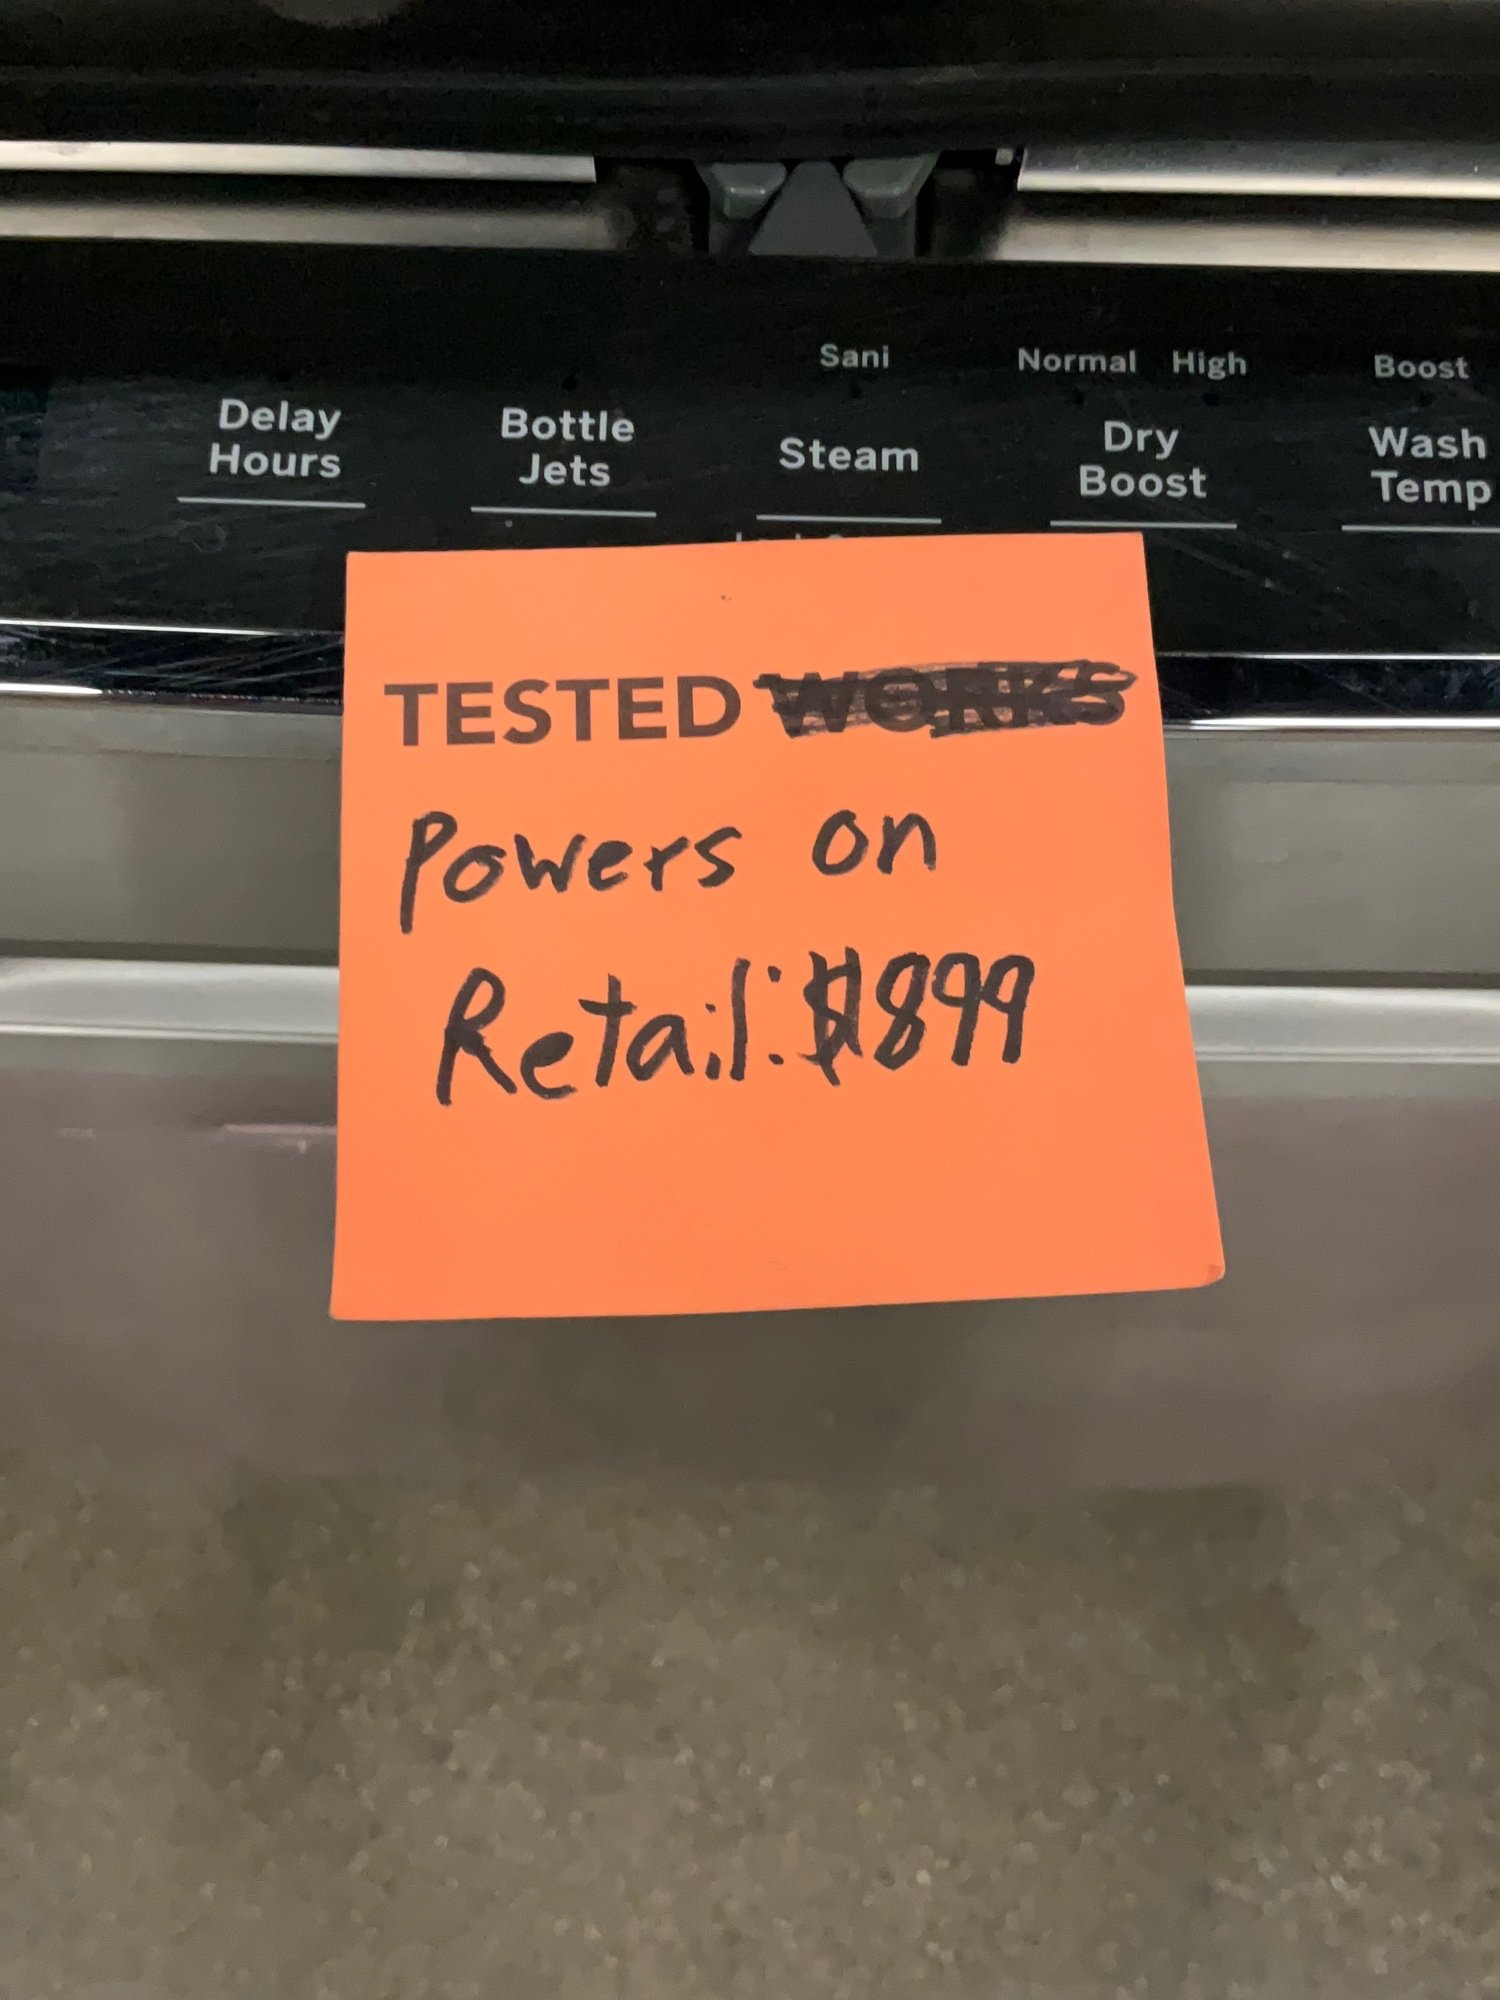 Sani Normal High Boost
Delay Hours
Bottle Jets
Steam
Dry Boost
Wash Temp
TESTED WORKS
Powers on
Retail: $899